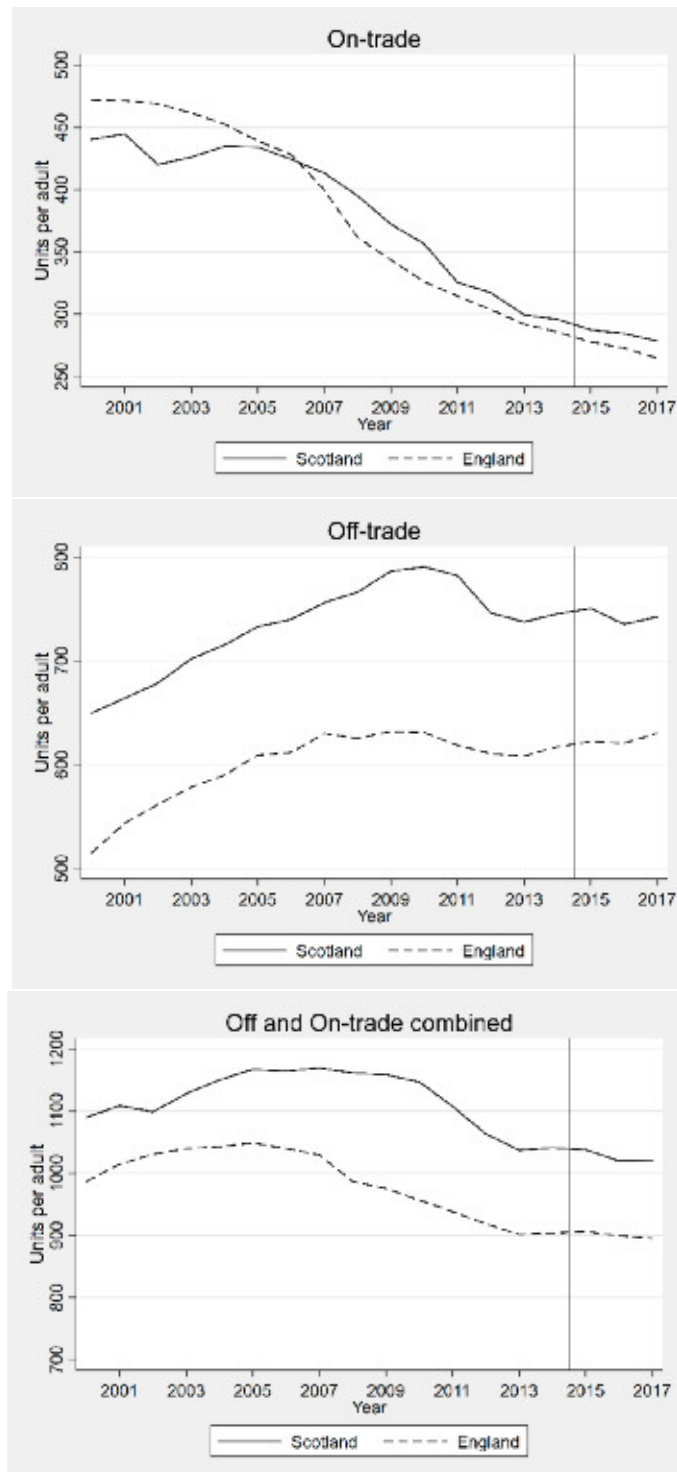 On-trade
Units per adult
500
450
400
350
300
250
2001 2003 2005 2007 2009 2011 2013 2015 2017
Year
Scotland England
Off-trade
Units per adult
800
700
600
500
2001 2003 2005 2007 2009 2011 2013 2015 2017
Year
Scotland England
Off and On-trade combined
Units per adult
1200
1100
1000
900
800
700
2001 2003 2005 2007 2009 2011 2013 2015 2017
Year
Scotland England